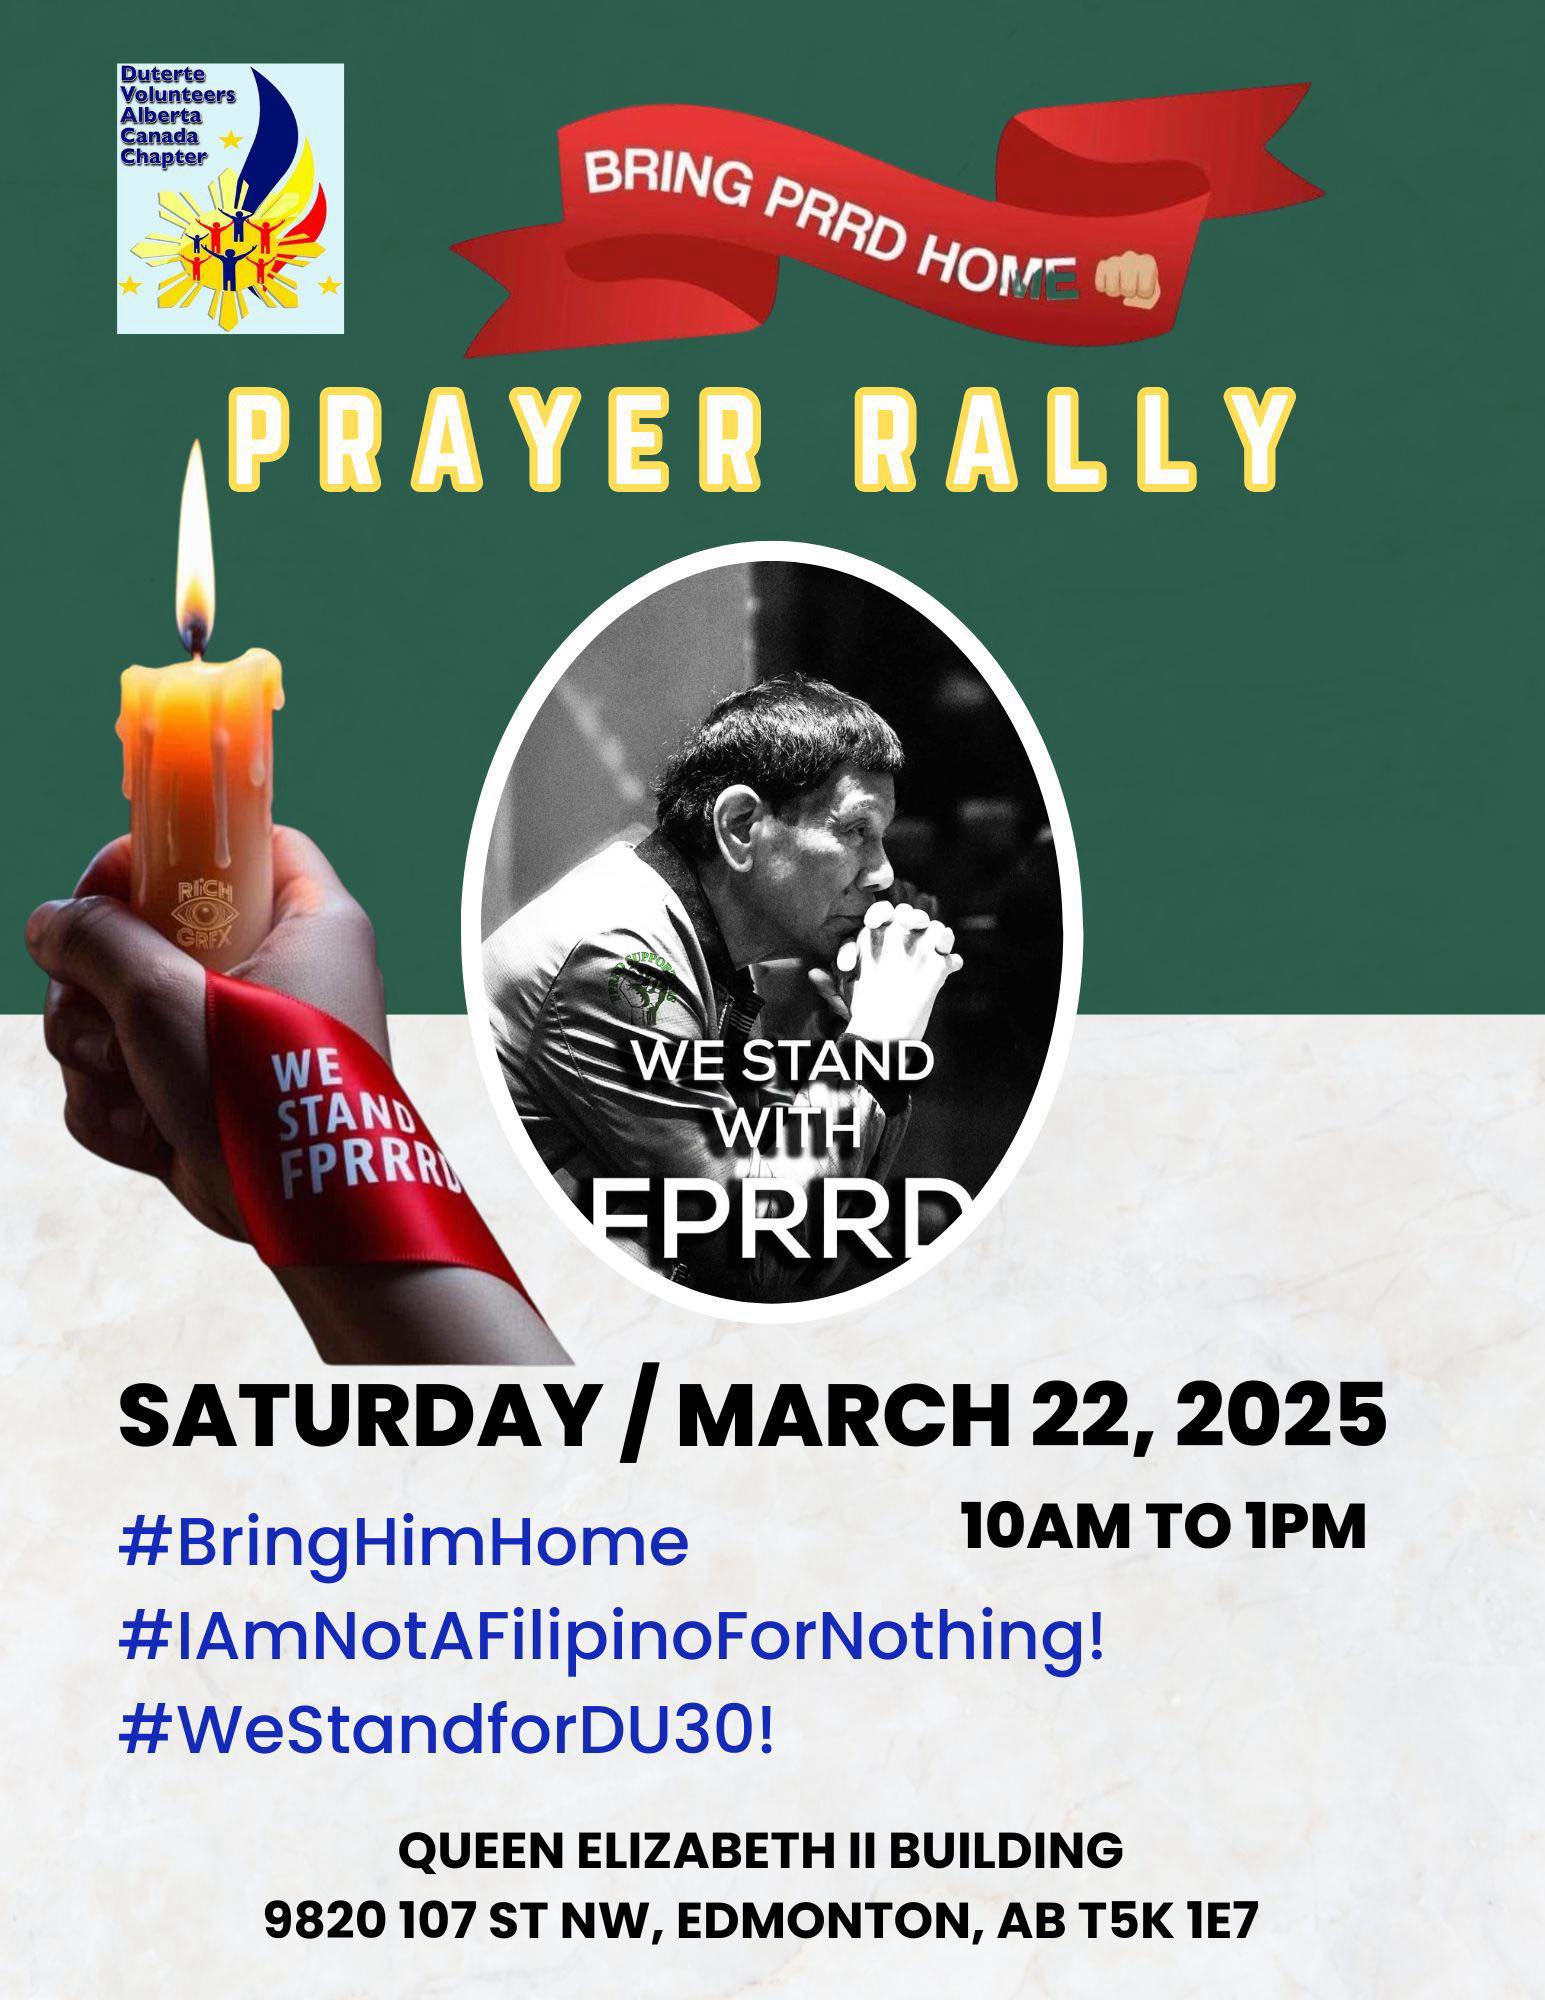 Duterte
Volunteers
Alberta
Canada
Chapter
BRING PRRD HOME
PRAYER RALLY
RICH
GRFX
WE
STAND
FPRRRD
WE STAND
WITH
FPRRD
SATURDAY / MARCH 22, 2025
10AM TO 1PM
#BringHimHome
#IAmNotAFilipinoForNothing!
#WeStandforDU30!
QUEEN ELIZABETH II BUILDING
9820 107 ST NW, EDMONTON, AB T5K 1E7